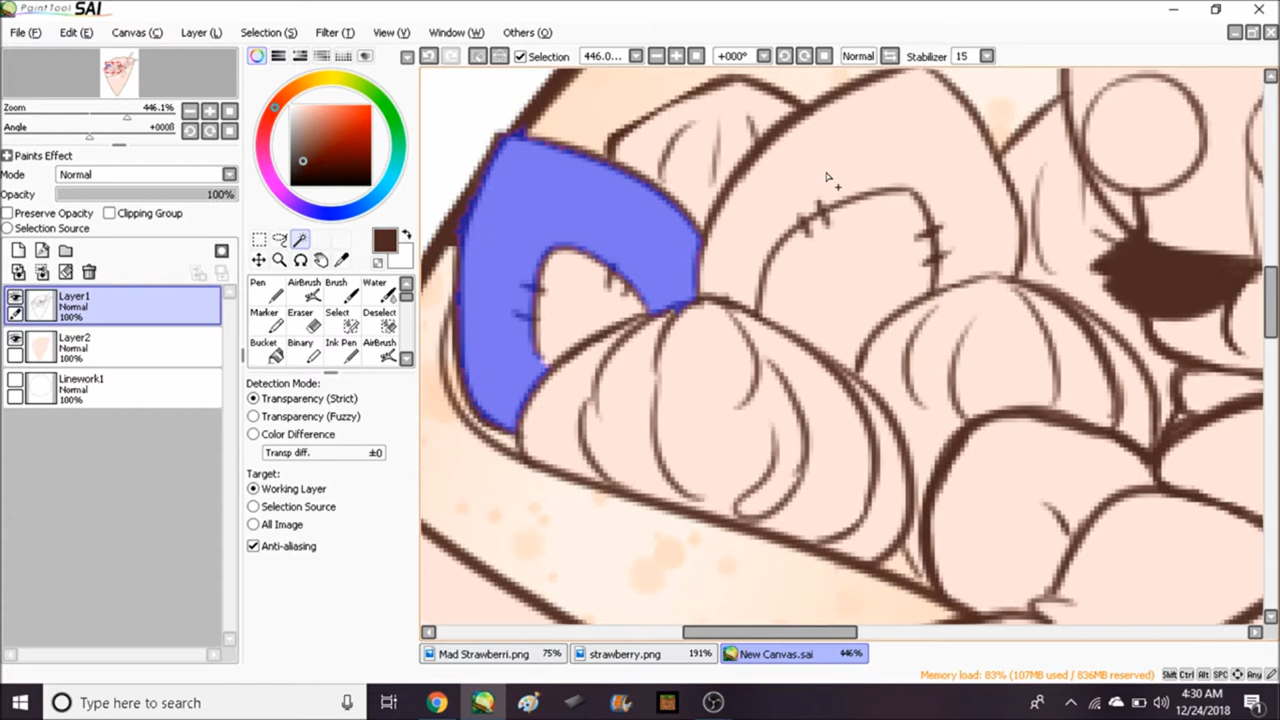 PaintTool SAI
File (F) Edit (E) Canvas (C) Layer (L) Selection (S) Filter (T) View (V) Window (W) Others (O)
Selection 446.0... +000° Normal Stabilizer 15
Zoom 446.1%
Angle +000ß
Paints Effect
Mode Normal
Opacity 100%
Preserve Opacity Clipping Group
Selection Source
Layer1
Normal
100%
Layer2
Normal
100%
Linework1
Normal
100%
Pen AirBrush Brush Water
Marker Eraser Select Deselect
Bucket Binary Ink Pen AirBrush
Detection Mode:
Transparency (Strict)
Transparency (Fuzzy)
Color Difference
Transp diff. ±0
Target:
Working Layer
Selection Source
All Image
Anti-aliasing
Mad Strawberri.png 75% strawberry.png 191% New Canvas.sai 446%
Memory load: 83% (107MB used / 836MB reserved) Shift Ctrl Alt SPC Any
Type here to search
4:30 AM
12/24/2018
1